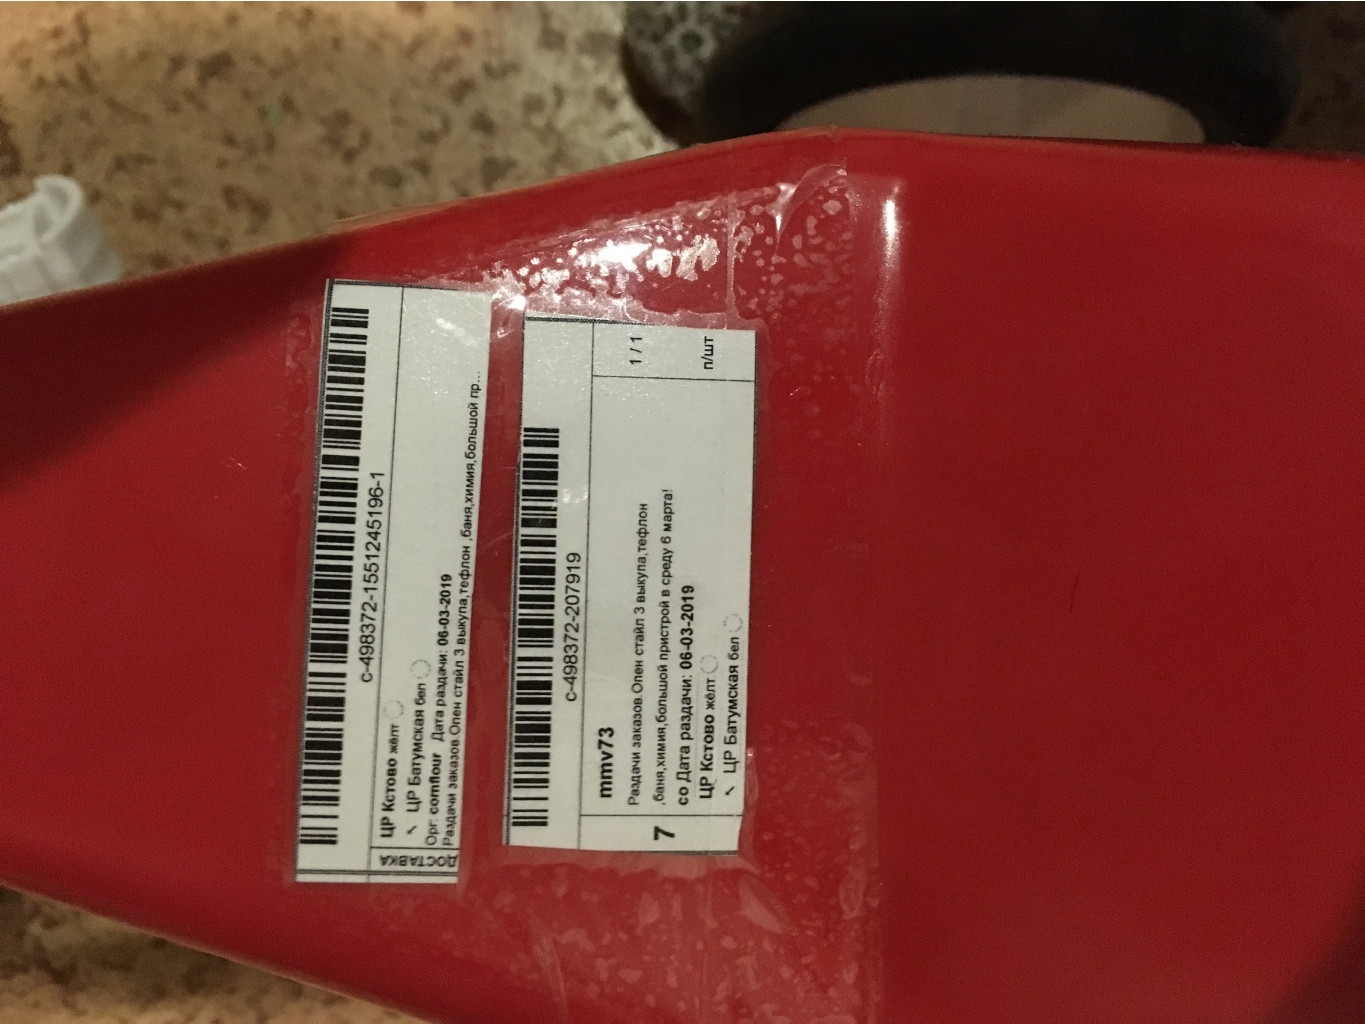 c-498372-1551245196-1
ЦР Кстово жёлт
✓ ЦР Батумская бел
Орг. cornflour Дата раздачи: 06-03-2019
Раздачи заказов.Опен стайл 3 выкупа,тефлон ,баня,химия,большой пр...
ДОСТАВКА
c-498372-207919
mmv73
1 / 1
Раздачи заказов.Опен стайл 3 выкупа,тефлон
,баня,химия,большой пристрой в среду 6 марта!
со Дата раздачи: 06-03-2019
ЦР Кстово жёлт
✓ ЦР Батумская бел
п/шт
7